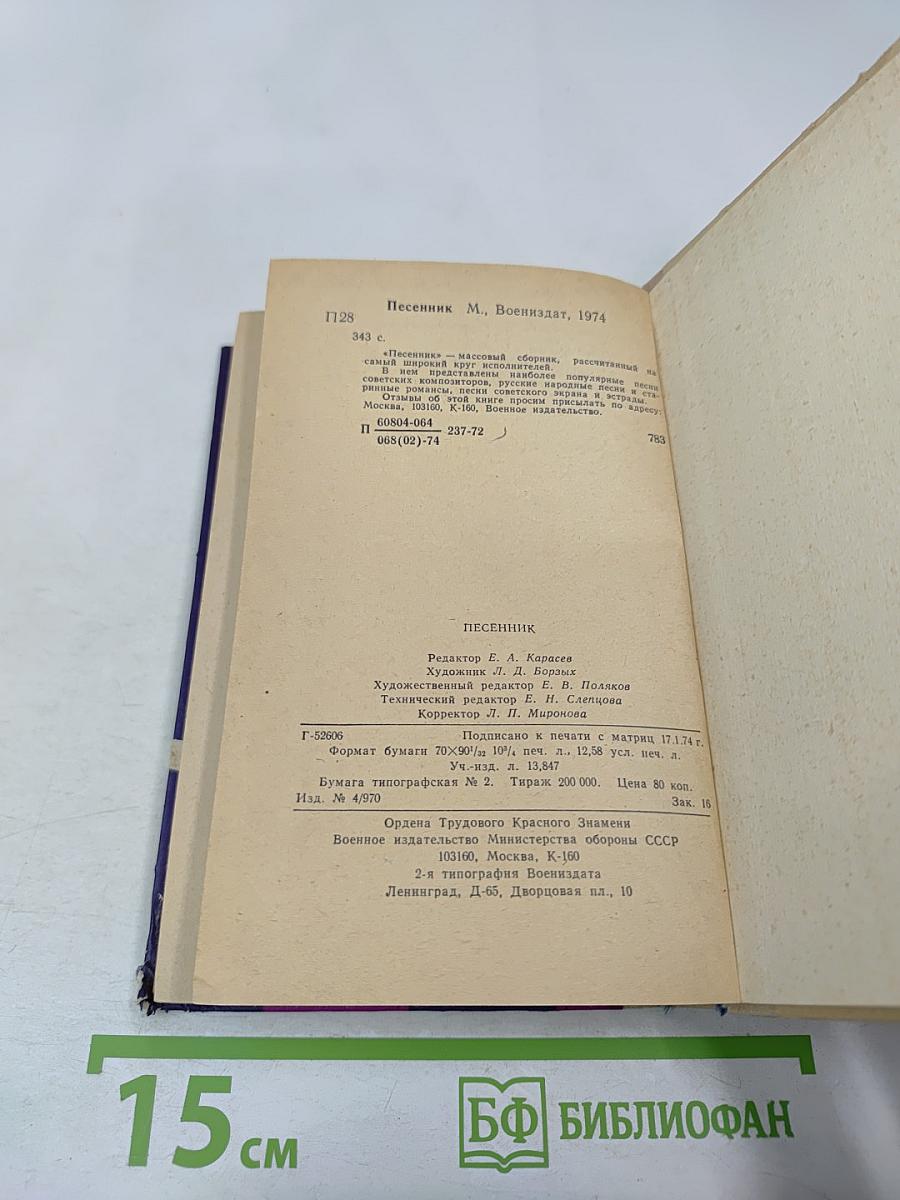 Песенник М., Воениздат, 1974
П28
343 с.
«Песенник» — массовый сборник, рассчитанный на
самый широкий круг исполнителей.
В нем представлены наиболее популярные песни
советских композиторов, русские народные песни и ста-
ринные романсы, песни советского экрана и эстрады.
Отзывы об этой книге просим присылать по адресу:
Москва, 103160, К-160, Военное издательство.
П 60804-064 237-72
068(02)-74
783
ПЕСЕННИК
Редактор Е. А. Карасев
Художник Л. Д. Борзых
Художественный редактор Е. В. Поляков
Технический редактор Е. Н. Слепцова
Корректор Л. П. Миронова
Г-52606 Подписано к печати с матриц 17.1.74 г.
Формат бумаги 70×90¹/₃₂ 10³/₄ печ. л., 12,58 усл. печ. л.
Уч.-изд. л. 13,847
Бумага типографская № 2. Тираж 200 000. Цена 80 коп.
Изд. № 4/970 Зак. 16
Ордена Трудового Красного Знамени
Военное издательство Министерства обороны СССР
103160, Москва, К-160
2-я типография Воениздата
Ленинград, Д-65, Дворцовая пл., 10
15 см
БФ БИБЛИОФАН